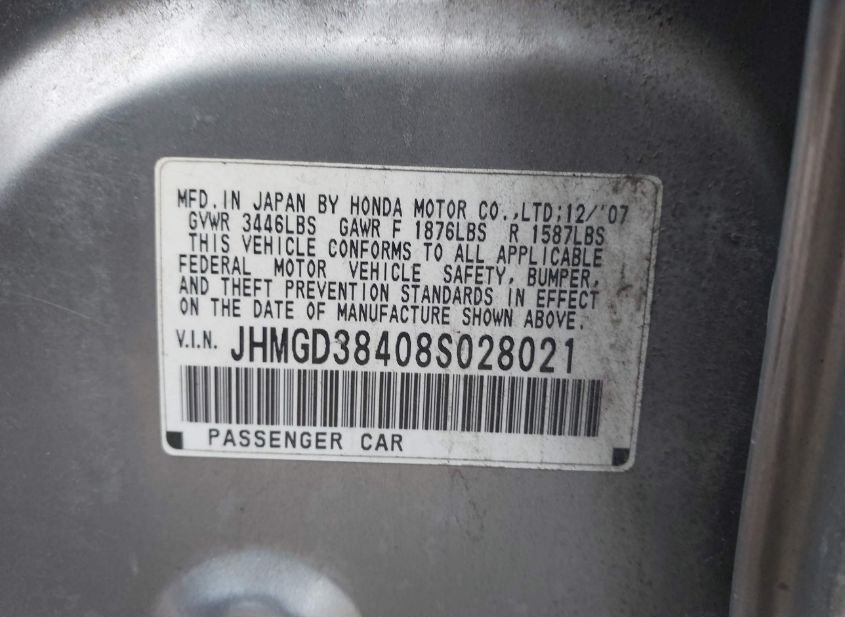 MFD. IN JAPAN BY HONDA MOTOR CO.,LTD;12/'07
GVWR 3446LBS GAWR F 1876LBS R 1587LBS
THIS VEHICLE CONFORMS TO ALL APPLICABLE
FEDERAL MOTOR VEHICLE SAFETY, BUMPER,
AND THEFT PREVENTION STANDARDS IN EFFECT
ON THE DATE OF MANUFACTURE SHOWN ABOVE.
V.I.N. JHMGD38408S028021
PASSENGER CAR